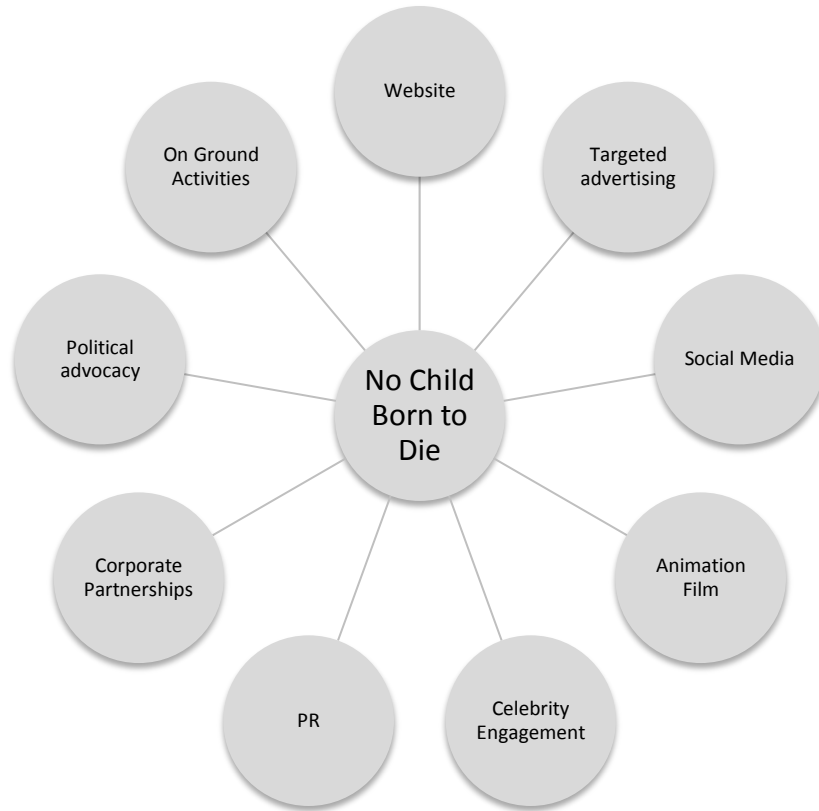 Website
Targeted
advertising
Social Media
Animation
Film
Celebrity
Engagement
PR
Corporate
Partnerships
Political
advocacy
On Ground
Activities
No Child
Born to
Die